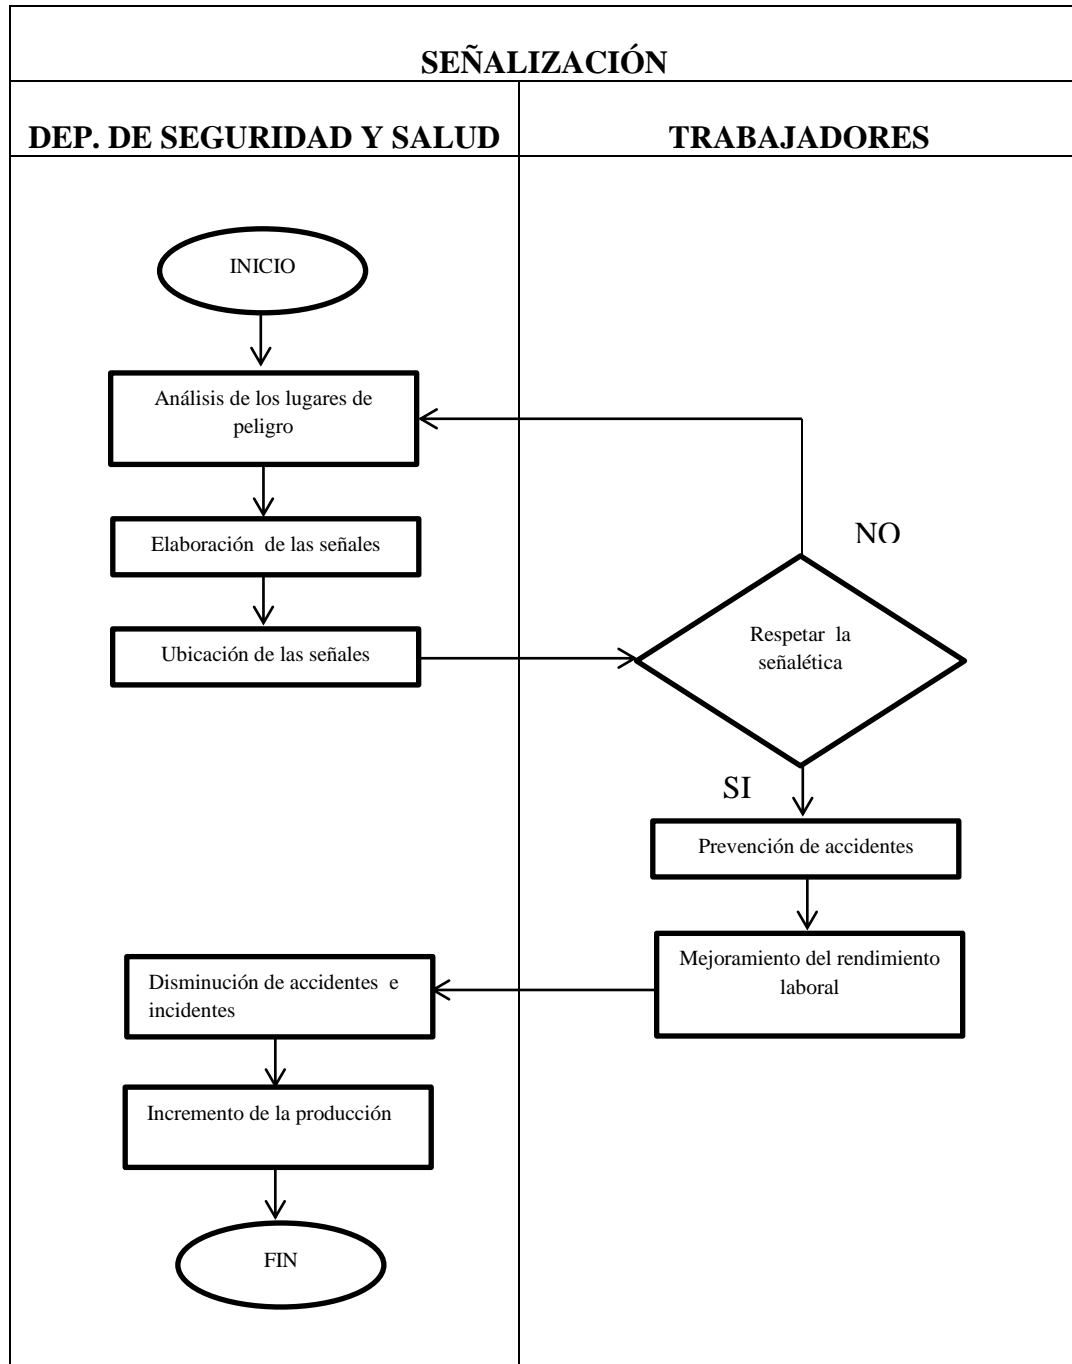 SEÑALIZACIÓN
DEP. DE SEGURIDAD Y SALUD
TRABAJADORES
INICIO
Análisis de los lugares de
peligro
Elaboración de las señales
Ubicación de las señales
NO
Respetar la
señalética
SI
Prevención de accidentes
Mejoramiento del rendimiento
laboral
Disminución de accidentes e
incidentes
Incremento de la producción
FIN